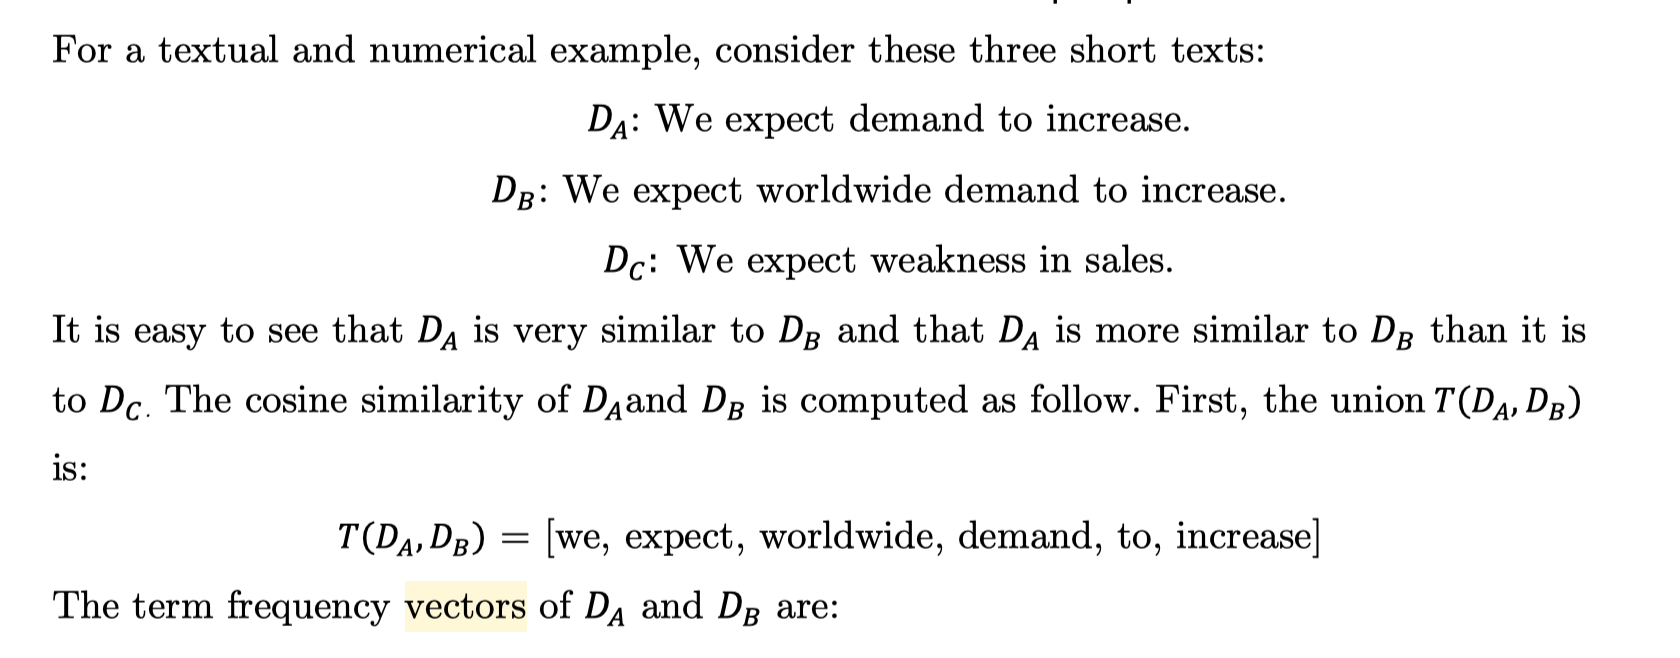 For a textual and numerical example, consider these three short texts:
D_A: We expect demand to increase.
D_B: We expect worldwide demand to increase.
D_C: We expect weakness in sales.
It is easy to see that D_A is very similar to D_B and that D_A is more similar to D_B than it is
to D_C. The cosine similarity of D_Aand D_B is computed as follow. First, the union T(D_A, D_B)
is:
T(D_A, D_B) = [we, expect, worldwide, demand, to, increase]
The term frequency vectors of D_A and D_B are: